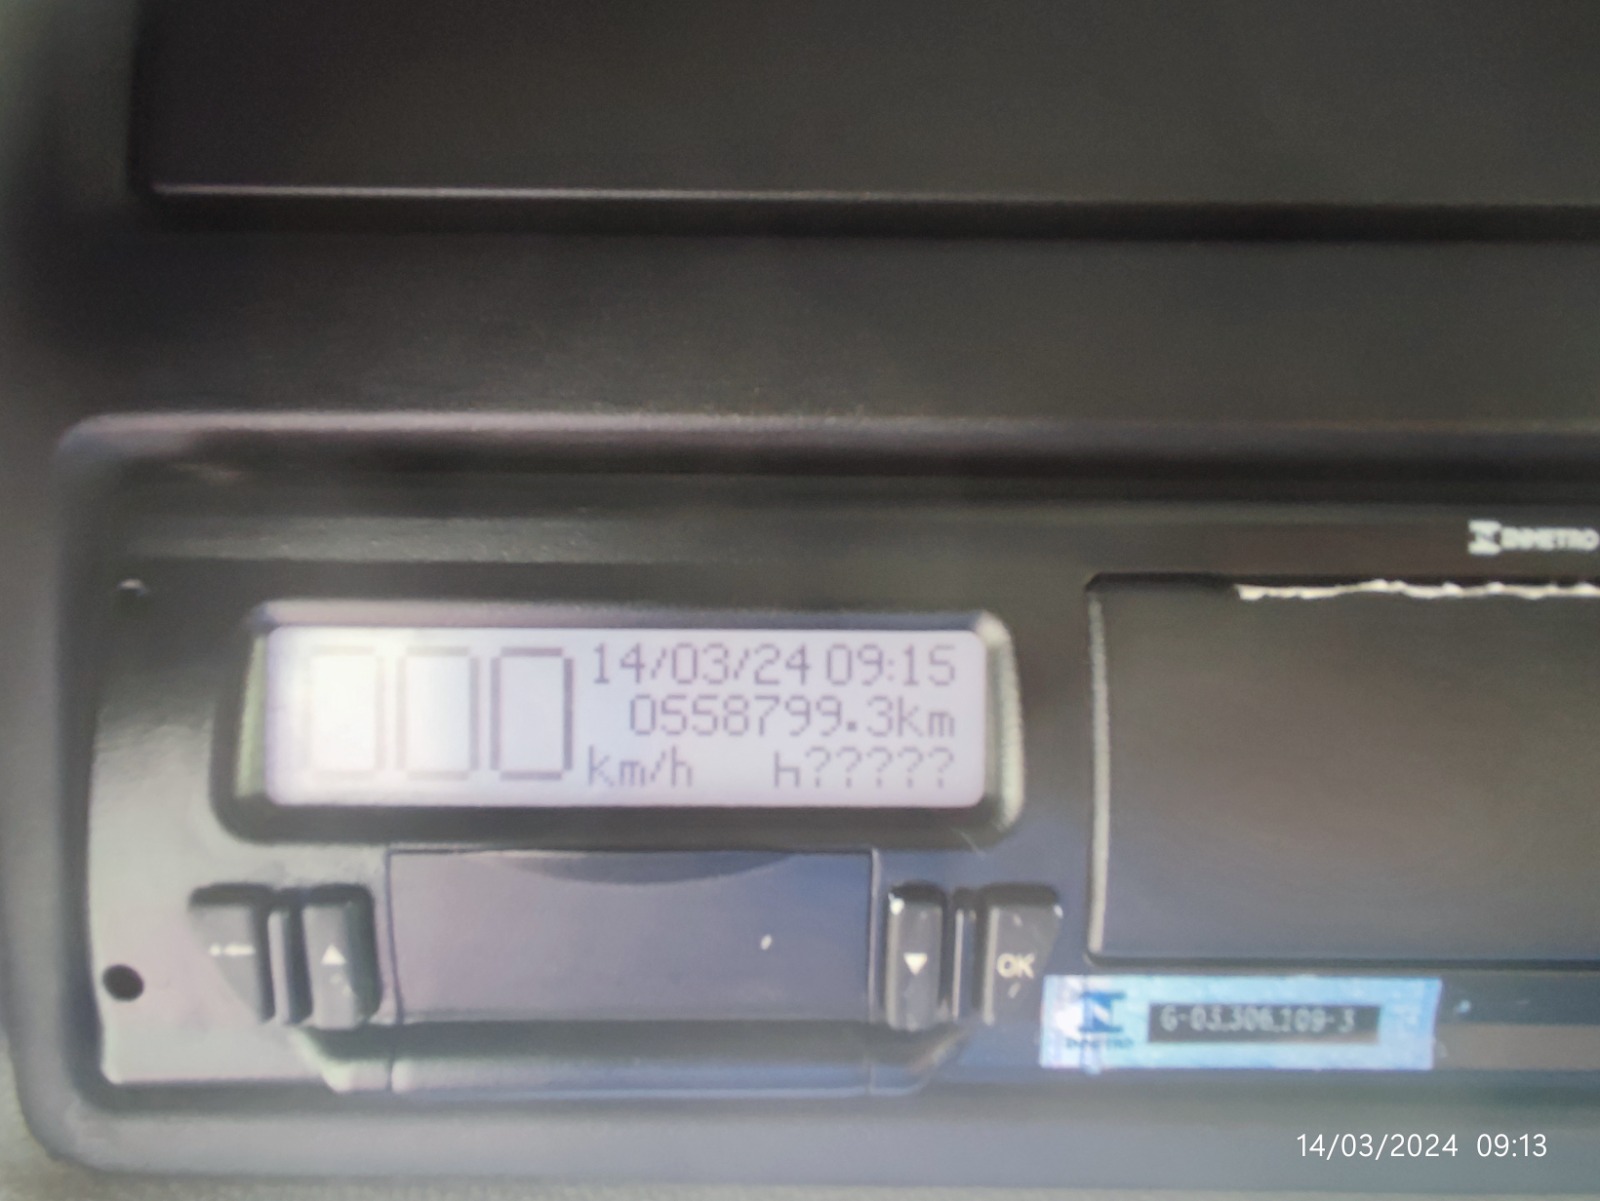 INMETRO
000 14/03/24 09:15
0558799.3km
km/h h?????
▲
▼
OK
INMETRO
G-03.306.109-3
14/03/2024 09:13